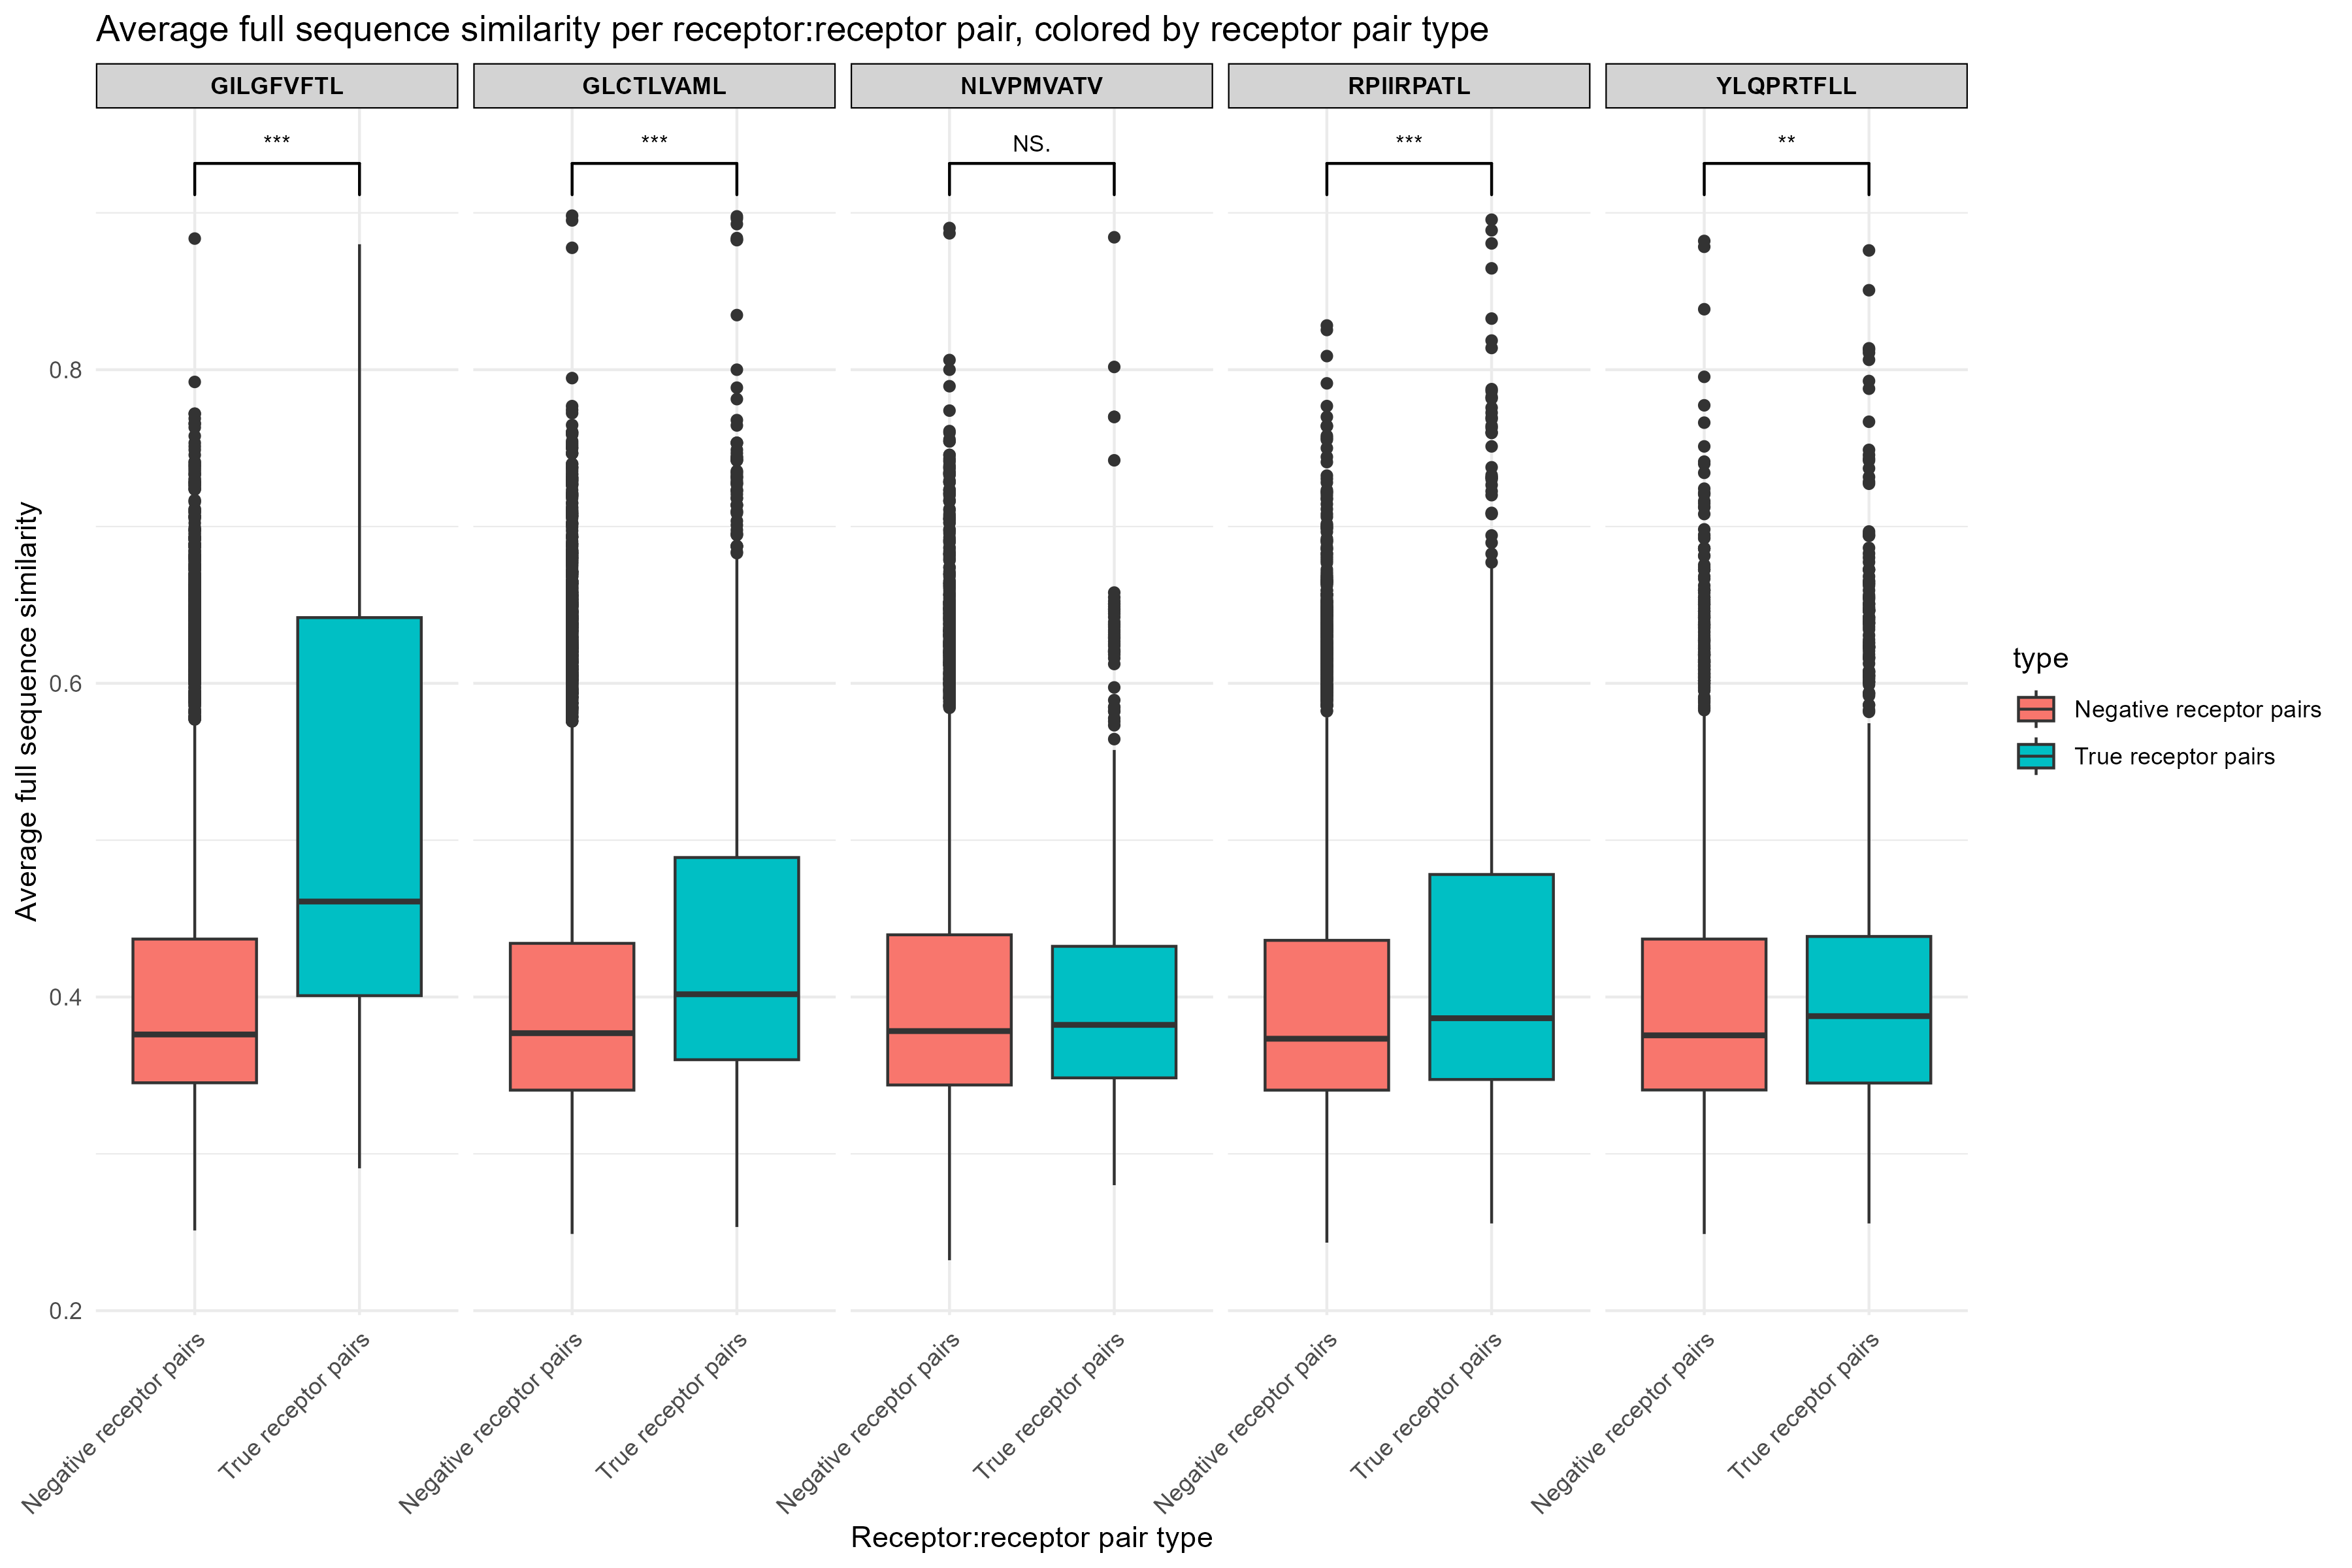 Average full sequence similarity per receptor:receptor pair, colored by receptor pair type
GILGFVFTL
GLCTLVAML
NLVPMVATV
RPIIRPATL
YLQPRTFLL
***
***
NS.
***
**
Average full sequence similarity
0.8
0.6
0.4
0.2
type
Negative receptor pairs
True receptor pairs
Negative receptor pairs
True receptor pairs
Negative receptor pairs
True receptor pairs
Negative receptor pairs
True receptor pairs
Negative receptor pairs
True receptor pairs
Negative receptor pairs
True receptor pairs
Receptor:receptor pair type